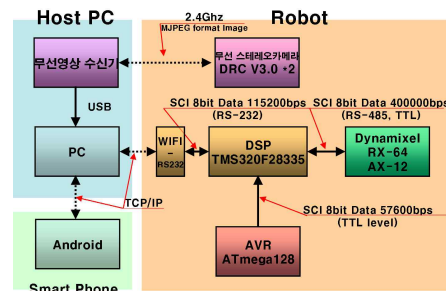 Host PC
Robot
2.4Ghz
MJPEG format Image
무선영상 수신기
무선 스테레오카메라
DRC V3.0 *2
USB
SCI 8bit Data 115200bps
(RS-232)
SCI 8bit Data 400000bps
(RS-485, TTL)
PC
WIFI
-
RS232
DSP
TMS320F28335
Dynamixel
RX-64
AX-12
TCP/IP
SCI 8bit Data 57600bps
(TTL level)
Android
AVR
ATmega128
Smart Phone